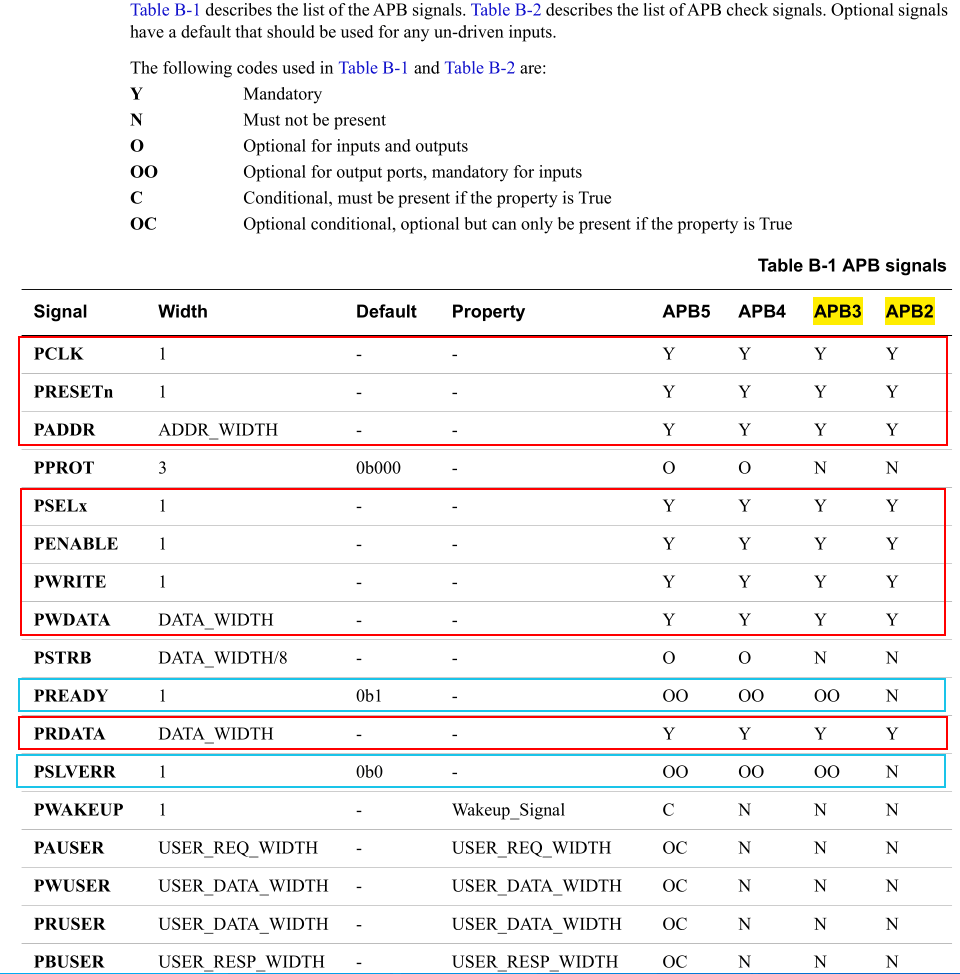 Table B-1 describes the list of the APB signals. Table B-2 describes the list of APB check signals. Optional signals
have a default that should be used for any un-driven inputs.
The following codes used in Table B-1 and Table B-2 are:
Y Mandatory
N Must not be present
O Optional for inputs and outputs
OO Optional for output ports, mandatory for inputs
C Conditional, must be present if the property is True
OC Optional conditional, optional but can only be present if the property is True
Table B-1 APB signals
Signal Width Default Property APB5 APB4 APB3 APB2
PCLK 1 - - Y Y Y Y
PRESETn 1 - - Y Y Y Y
PADDR ADDR_WIDTH - - Y Y Y Y
PPROT 3 0b000 - O O N N
PSELx 1 - - Y Y Y Y
PENABLE 1 - - Y Y Y Y
PWRITE 1 - - Y Y Y Y
PWDATA DATA_WIDTH - - Y Y Y Y
PSTRB DATA_WIDTH/8 - - O O N N
PREADY 1 0b1 - OO OO OO N
PRDATA DATA_WIDTH - - Y Y Y Y
PSLVERR 1 0b0 - OO OO OO N
PWAKEUP 1 - Wakeup_Signal C N N N
PAUSER USER_REQ_WIDTH - USER_REQ_WIDTH OC N N N
PWUSER USER_DATA_WIDTH - USER_DATA_WIDTH OC N N N
PRUSER USER_DATA_WIDTH - USER_DATA_WIDTH OC N N N
PBUSER USER_RESP_WIDTH - USER_RESP_WIDTH OC N N N